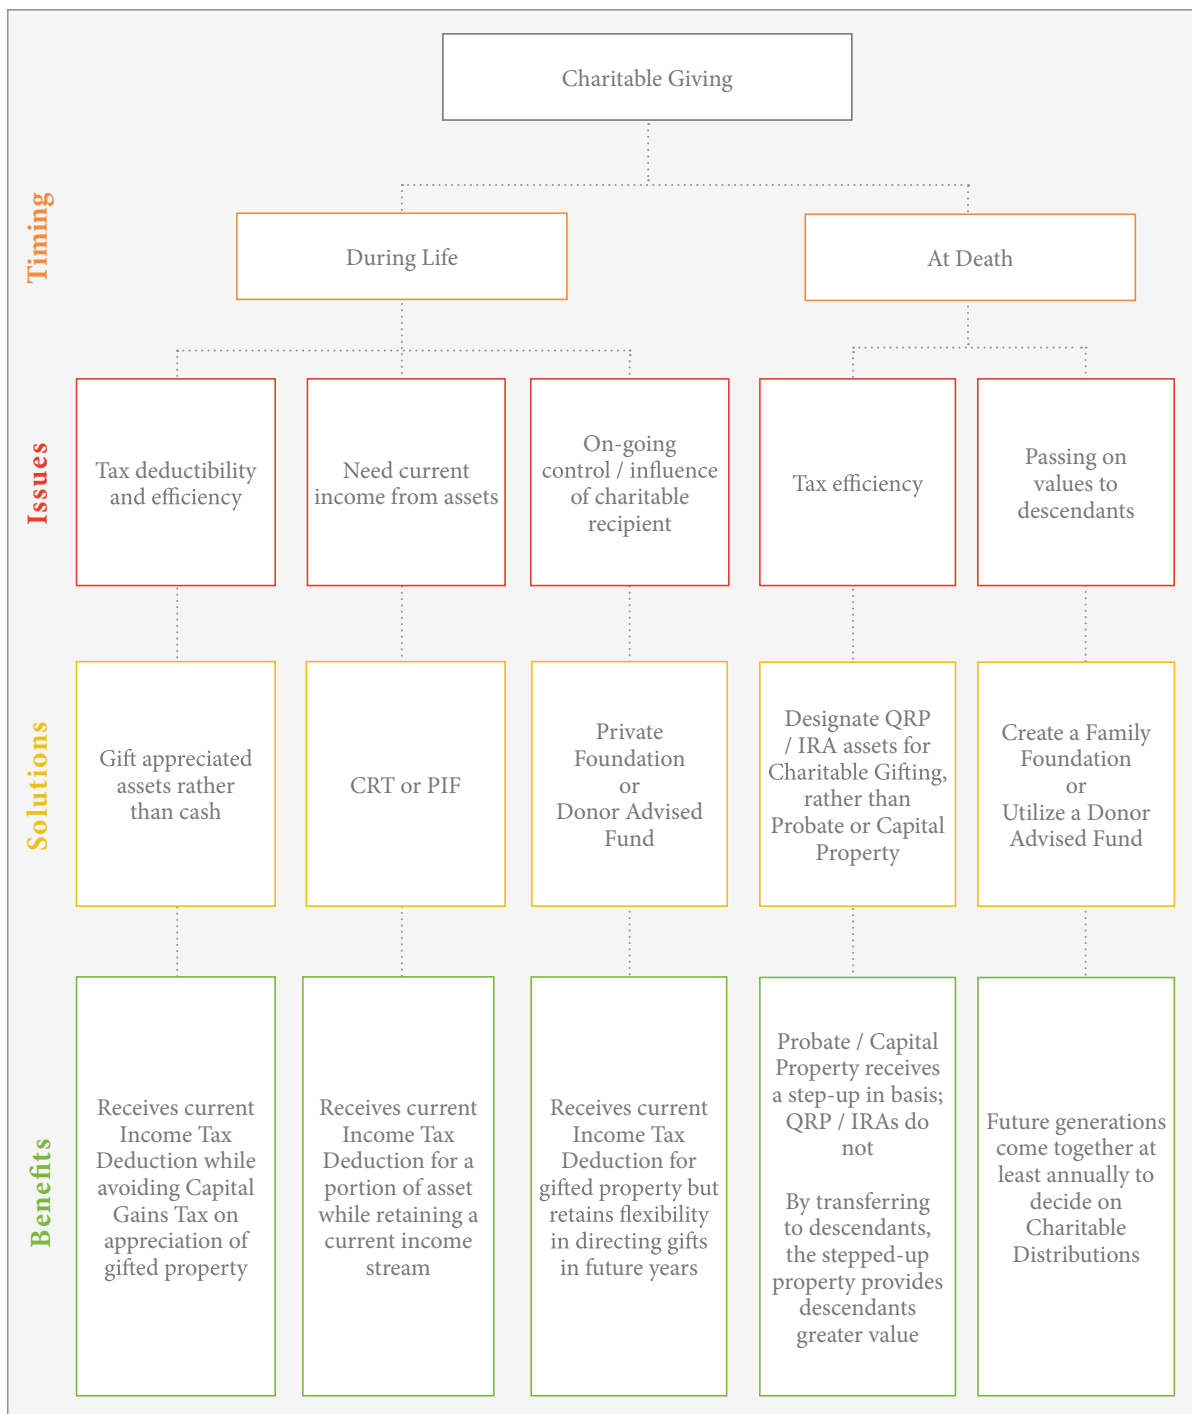 Charitable Giving
Timing
During Life
At Death
Issues
Tax deductibility
and efficiency
Need current
income from assets
On-going
control / influence
of charitable
recipient
Tax efficiency
Passing on
values to
descendants
Solutions
Gift appreciated
assets rather
than cash
CRT or PIF
Private
Foundation
or
Donor Advised
Fund
Designate QRP
/ IRA assets for
Charitable Gifting,
rather than
Probate or Capital
Property
Create a Family
Foundation
or
Utilize a Donor
Advised Fund
Benefits
Receives current
Income Tax
Deduction while
avoiding Capital
Gains Tax on
appreciation of
gifted property
Receives current
Income Tax
Deduction for a
portion of asset
while retaining a
current income
stream
Receives current
Income Tax
Deduction for
gifted property but
retains flexibility
in directing gifts
in future years
Probate / Capital
Property receives
a step-up in basis;
QRP / IRAs do
not
By transferring
to descendants,
the stepped-up
property provides
descendants
greater value
Future generations
come together at
least annually to
decide on
Charitable
Distributions